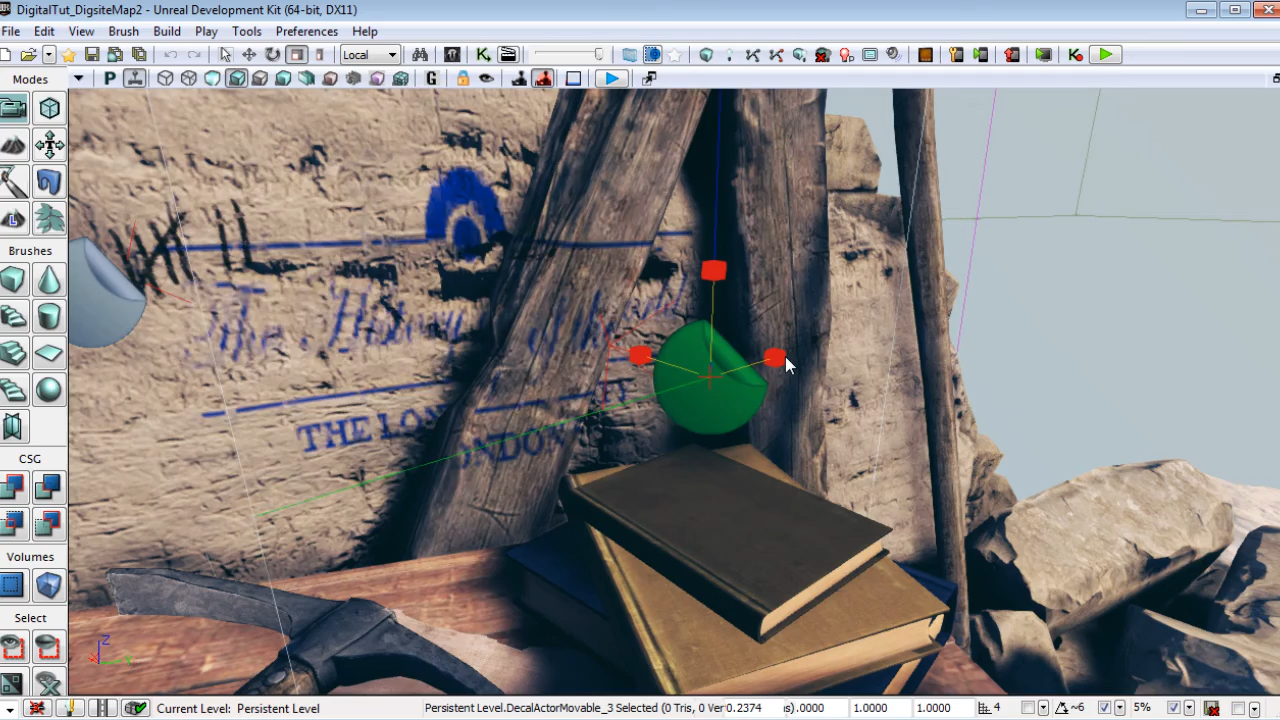 DigitalTut_DigsiteMap2 - Unreal Development Kit (64-bit, DX11)
File Edit View Brush Build Play Tools Preferences Help
Local
Modes
P
G
Brushes
CSG
Volumes
Select
THE LON
LONDON
Z
Y
Current Level: Persistent Level
Persistent Level.DecalActorMovable_3 Selected (0 Tris, 0 Ver
0.2374
s).0000
1.0000
1.0000
4
~6
5%